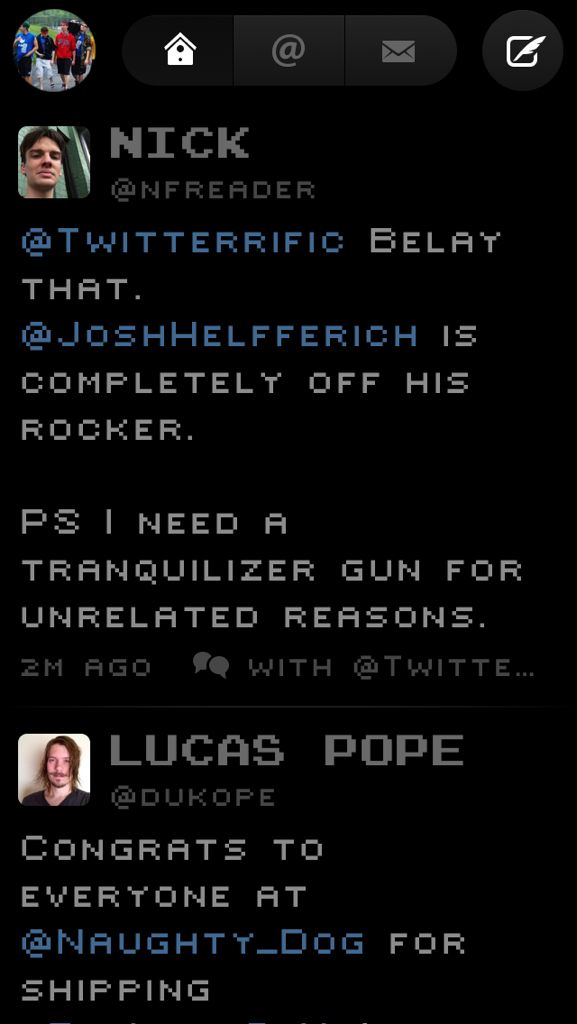 @
NICK
@NFREADER
@TWITTERRIFIC BELAY
THAT.
@JOSHHELFFERICH IS
COMPLETELY OFF HIS
ROCKER.
PS I NEED A
TRANQUILIZER GUN FOR
UNRELATED REASONS.
2M AGO WITH @TWITTE...
LUCAS POPE
@DUKOPE
CONGRATS TO
EVERYONE AT
@NAUGHTY_DOG FOR
SHIPPING